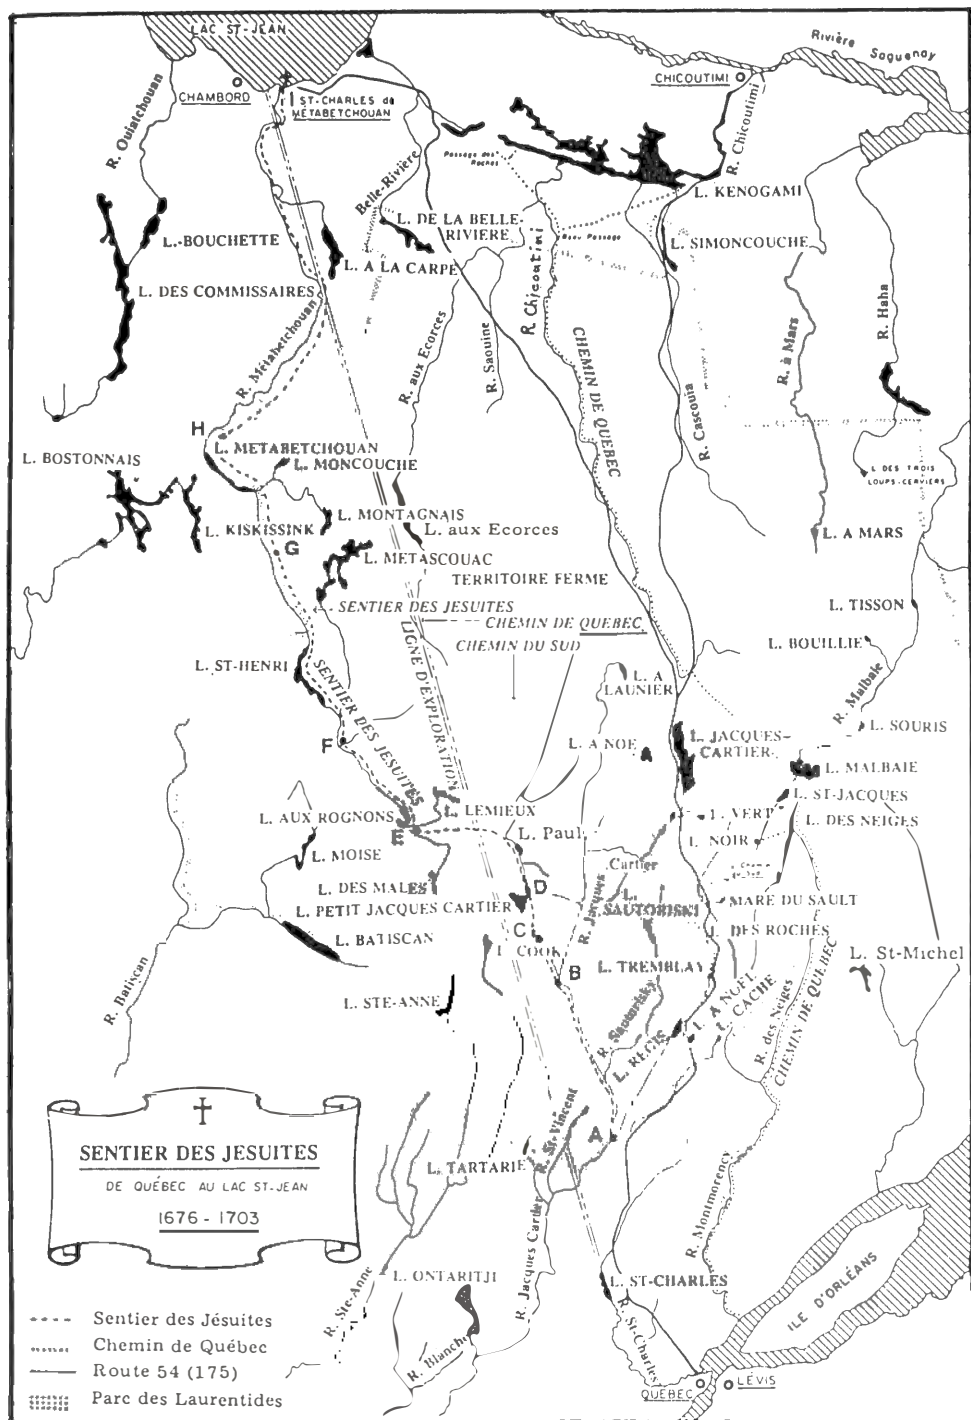 LAC ST-JEAN
Rivière Saguenay
CHAMBORD
ST-CHARLES de
MÉTABETCHOUAN
CHICOUTIMI
R. Ouiatchouan
R. Chicoutimi
Passage des
Roches
Belle-Rivière
L. KENOGAMI
L. DE LA BELLE-
RIVIERE
L. BOUCHETTE
L. SIMONCOUCHE
L. A LA CARPE
L. DES COMMISSAIRES
R Chicoutimi
R. Métabetchouan
R. aux Ecorces
R. Saouine
CHEMIN DE QUEBEC
R. à Mars
R. Haha
R. Cascouia
H
L. METABETCHOUAN
L. MONCOUCHE
L. BOSTONNAIS
L. DES TROIS
LOUPS-CERVIERS
L. MONTAGNAIS
L. KISKISSINK
L. aux Ecorces
L. A MARS
G
L. METASCOUAC
TERRITOIRE FERME
SENTIER DES JESUITES
L. TISSON
CHEMIN DE QUEBEC
CHEMIN DU SUD
LIGNE D'EXPLORATION
L. BOUILLIE
L. ST-HENRI
SENTIER DES JESUITES
L. A
LAUNIER
R. Malbaie
L. SOURIS
F
L. A NOE
L. JACQUES-
CARTIER
L. MALBAIE
L. ST-JACQUES
L. LEMIEUX
L. AUX ROGNONS
L. VERT
L. DES NEIGES
E
L. Paul
L. NOIR
L. MOISE
Cartier
R. Jacques
L. DES MALES
D
L.
SAUTORISKI
MARE DU SAULT
L. PETIT JACQUES CARTIER
C
L. DES ROCHES
L. BATISCAN
L. COOK
L. St-Michel
B
L. TREMBLAY
R. Batiscan
L. STE-ANNE
R. Sautoriski
L. A NOEL
L. CACHE
R. des Neiges
CHEMIN DE QUEBEC
L. REGIS
SENTIER DES JESUITES
DE QUÉBEC AU LAC ST-JEAN
1676 - 1703
A
R. St-Vincent
L. TARTARIE
R. Montmorency
R. Jacques Cartier
L. ONTARITJI
R. Ste-Anne
L. ST-CHARLES
ILE D'ORLÉANS
R. St-Charles
R. Blanche
QUÉBEC
LÉVIS
Sentier des Jésuites
Chemin de Québec
Route 54 (175)
Parc des Laurentides